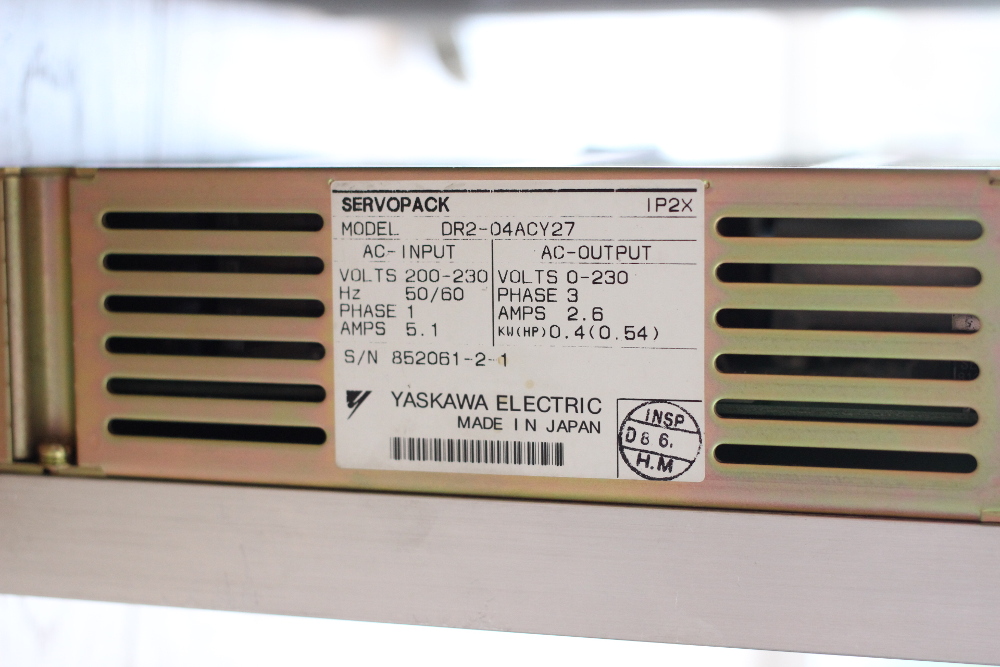 SERVOPACK IP2X
MODEL DR2-04ACY27
AC-INPUT AC-OUTPUT
VOLTS 200-230 VOLTS 0-230
Hz 50/60 PHASE 3
PHASE 1 AMPS 2.6
AMPS 5.1 KW(HP)0.4(0.54)
S/N 852061-2-1
YASKAWA ELECTRIC
MADE IN JAPAN
INSP
D8 6.
H.M